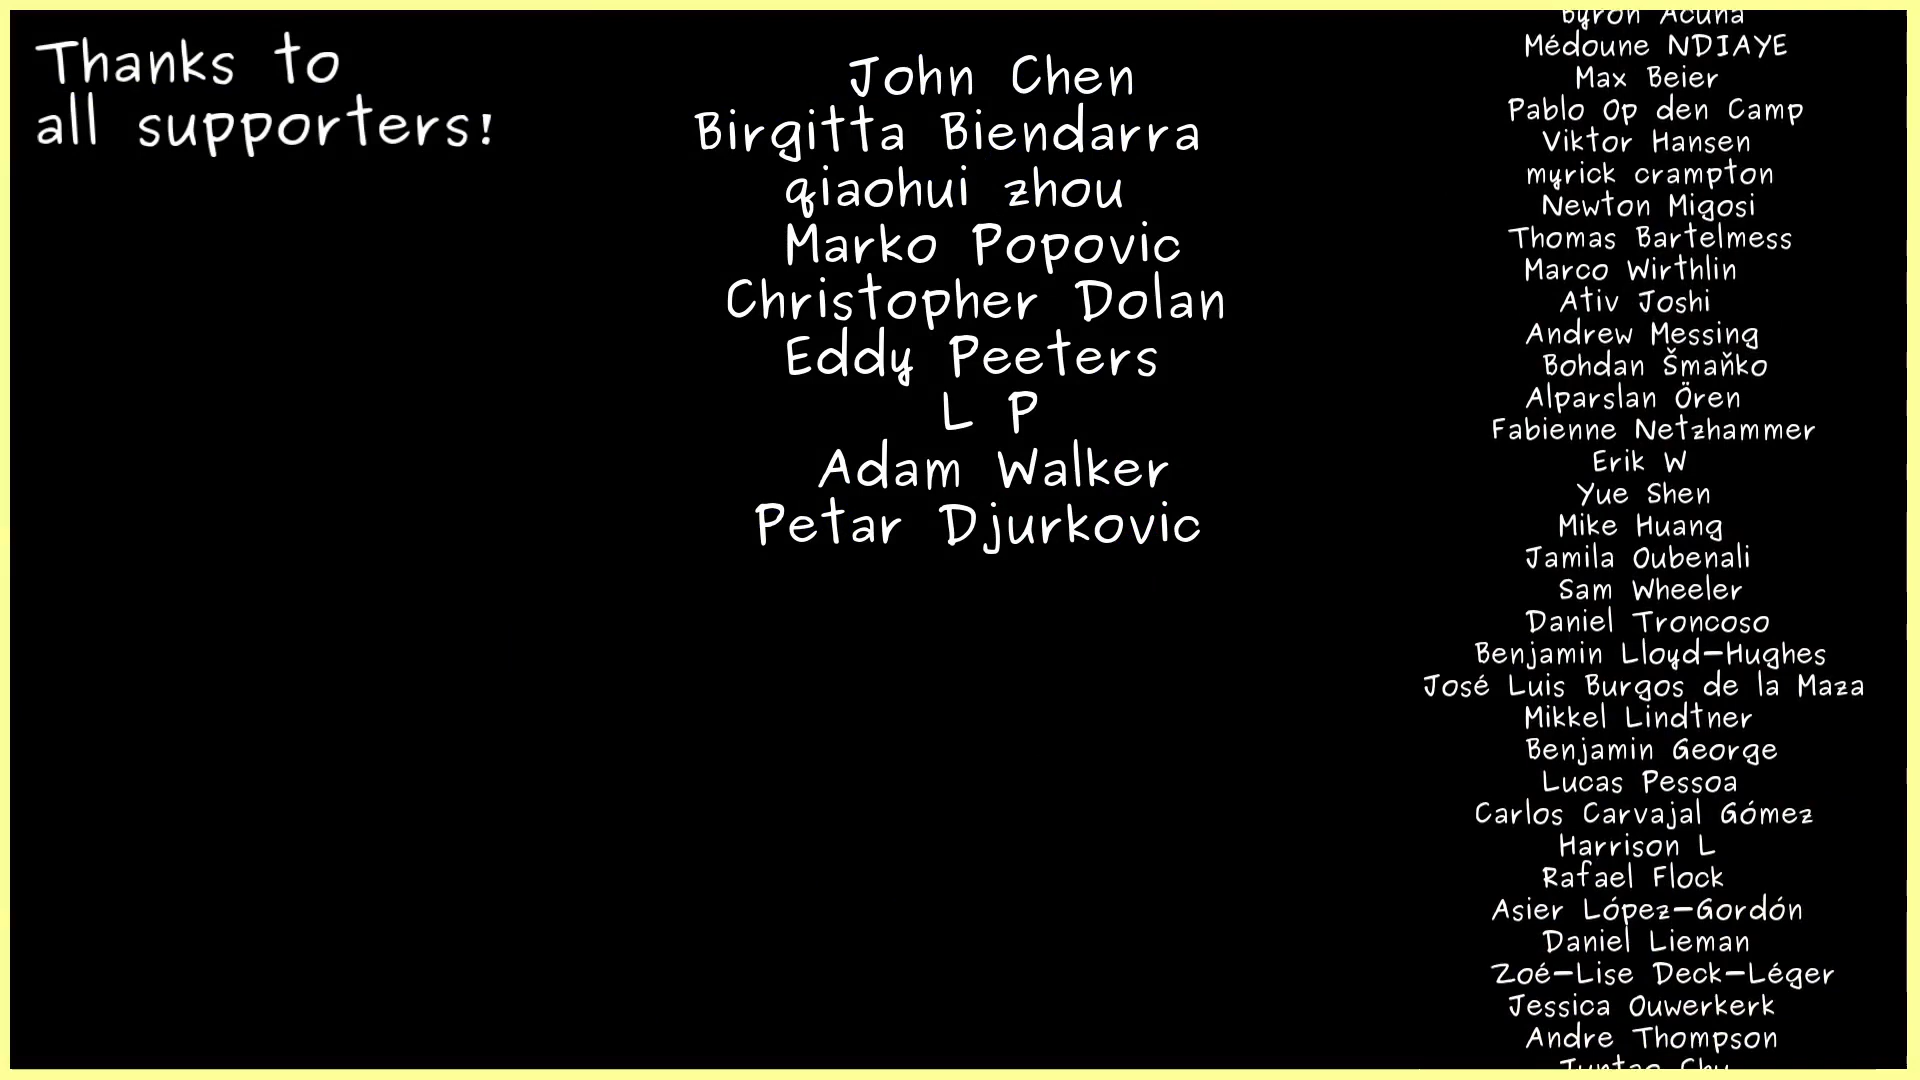 Thanks to
all supporters!
John Chen
Birgitta Biendarra
qiaohui zhou
Marko Popovic
Christopher Dolan
Eddy Peeters
L P
Adam Walker
Petar Djurkovic
Byron Acuna
Médoune NDIAYE
Max Beier
Pablo Op den Camp
Viktor Hansen
myrick crampton
Newton Migosi
Thomas Bartelmess
Marco Wirthlin
Ativ Joshi
Andrew Messing
Bohdan Šmaňko
Alparslan Ören
Fabienne Netzhammer
Erik W
Yue Shen
Mike Huang
Jamila Oubenali
Sam Wheeler
Daniel Troncoso
Benjamin Lloyd-Hughes
José Luis Burgos de la Maza
Mikkel Lindtner
Benjamin George
Lucas Pessoa
Carlos Carvajal Gómez
Harrison L
Rafael Flock
Asier López-Gordón
Daniel Lieman
Zoé-Lise Deck-Léger
Jessica Ouwerkerk
Andre Thompson